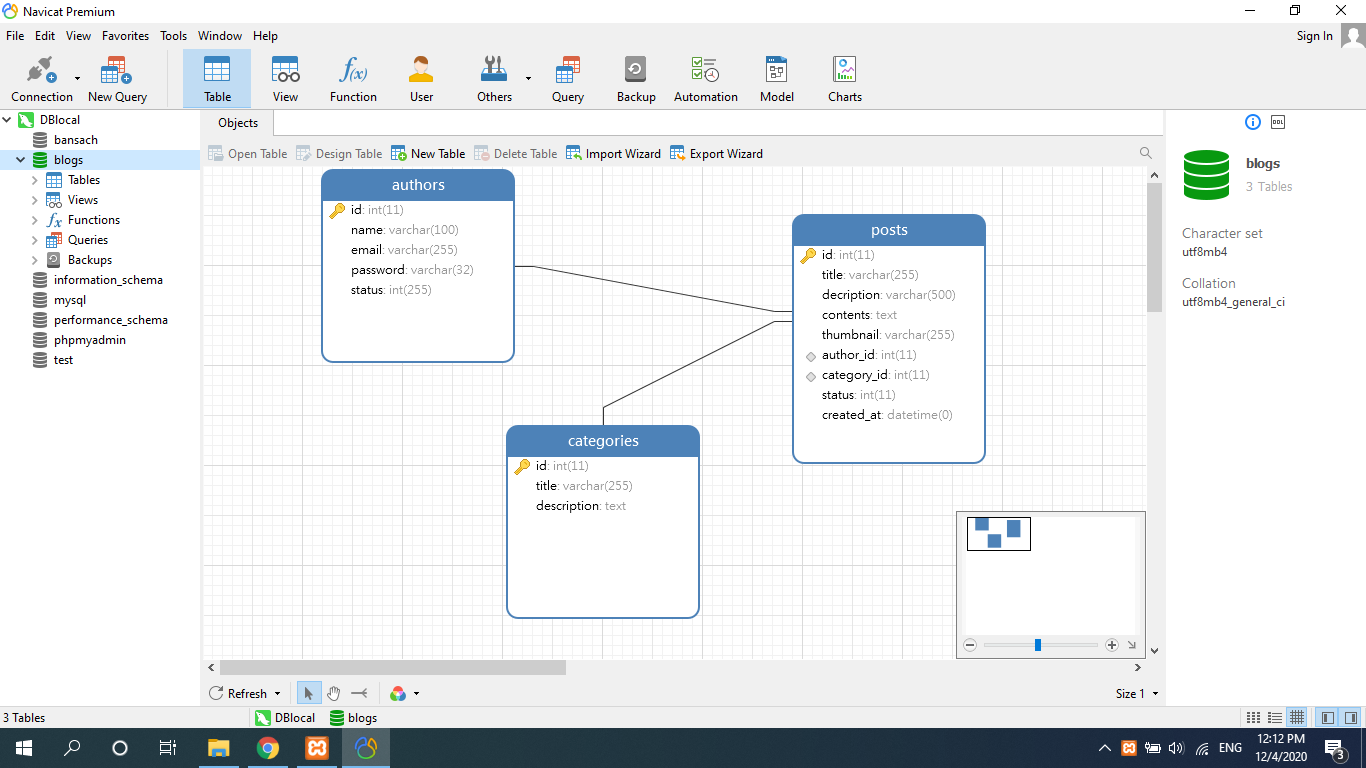 Navicat Premium
File Edit View Favorites Tools Window Help
Sign In
Connection New Query Table View Function User Others Query Backup Automation Model Charts
DBlocal
bansach
blogs
Tables
Views
Functions
Queries
Backups
information_schema
mysql
performance_schema
phpmyadmin
test
Objects
Open Table Design Table New Table Delete Table Import Wizard Export Wizard
authors
id: int(11)
name: varchar(100)
email: varchar(255)
password: varchar(32)
status: int(255)
posts
id: int(11)
title: varchar(255)
decription: varchar(500)
contents: text
thumbnail: varchar(255)
author_id: int(11)
category_id: int(11)
status: int(11)
created_at: datetime(0)
categories
id: int(11)
title: varchar(255)
description: text
DDL
blogs
3 Tables
Character set
utf8mb4
Collation
utf8mb4_general_ci
Refresh
Size 1
3 Tables
DBlocal
blogs
ENG
12:12 PM
12/4/2020
3